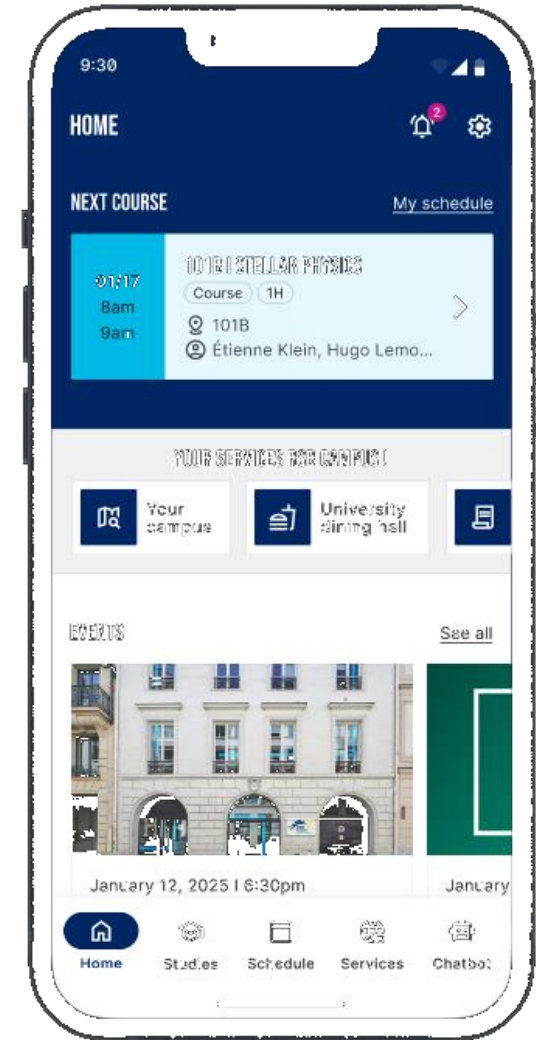 9:30
HOME
2
NEXT COURSE
My schedule
01/17
8am
9am
101B | STELLAR PHYSICS
Course
1H
101B
Étienne Klein, Hugo Lemo...
YOUR SERVICES FOR CAMPUS !
Your
campus
University
dining hall
EVENTS
See all
January 12, 2025 | 6:30pm
January
Home
Studies
Schedule
Services
Chatbot